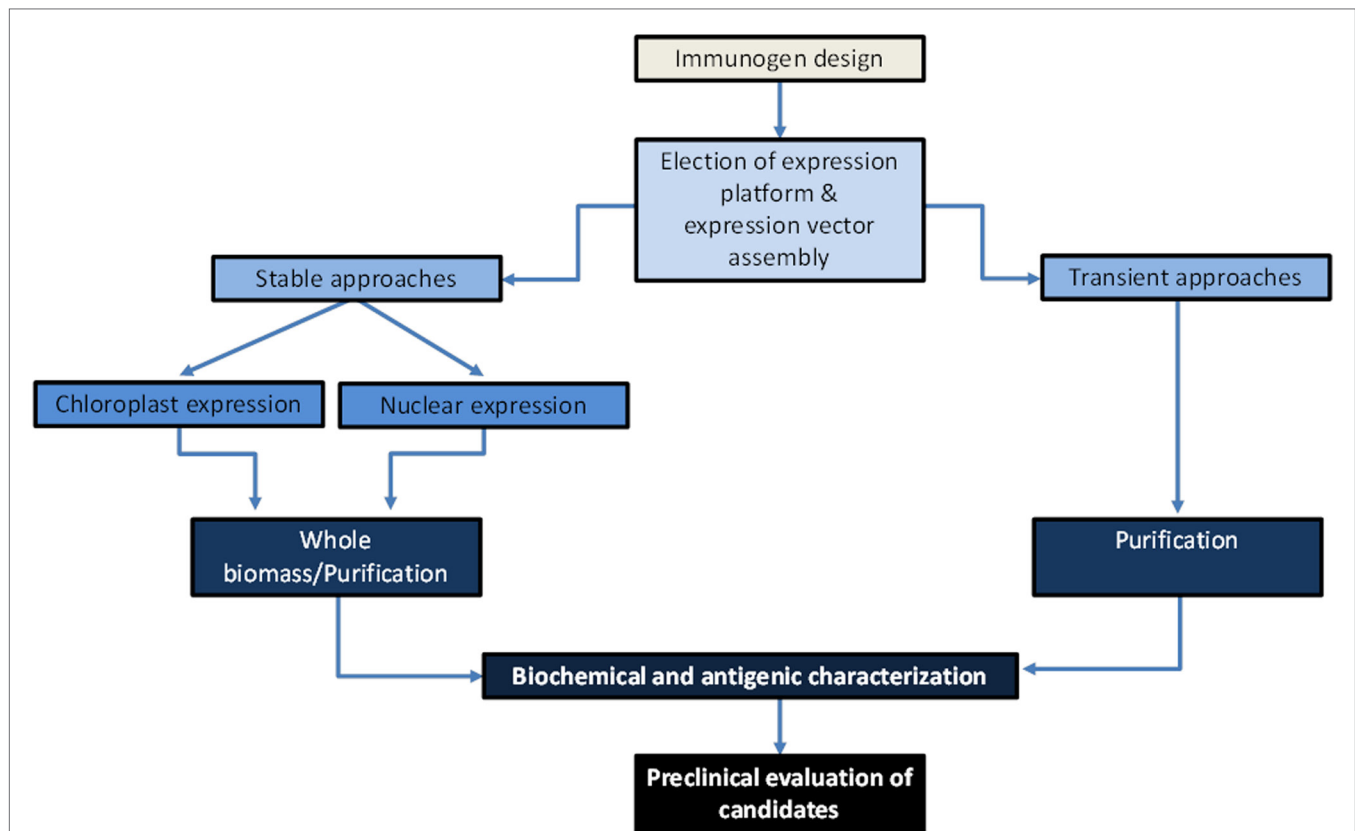 Immunogen design
Election of expression
platform &
expression vector
assembly
Stable approaches
Transient approaches
Chloroplast expression
Nuclear expression
Whole
biomass/Purification
Purification
Biochemical and antigenic characterization
Preclinical evaluation of
candidates